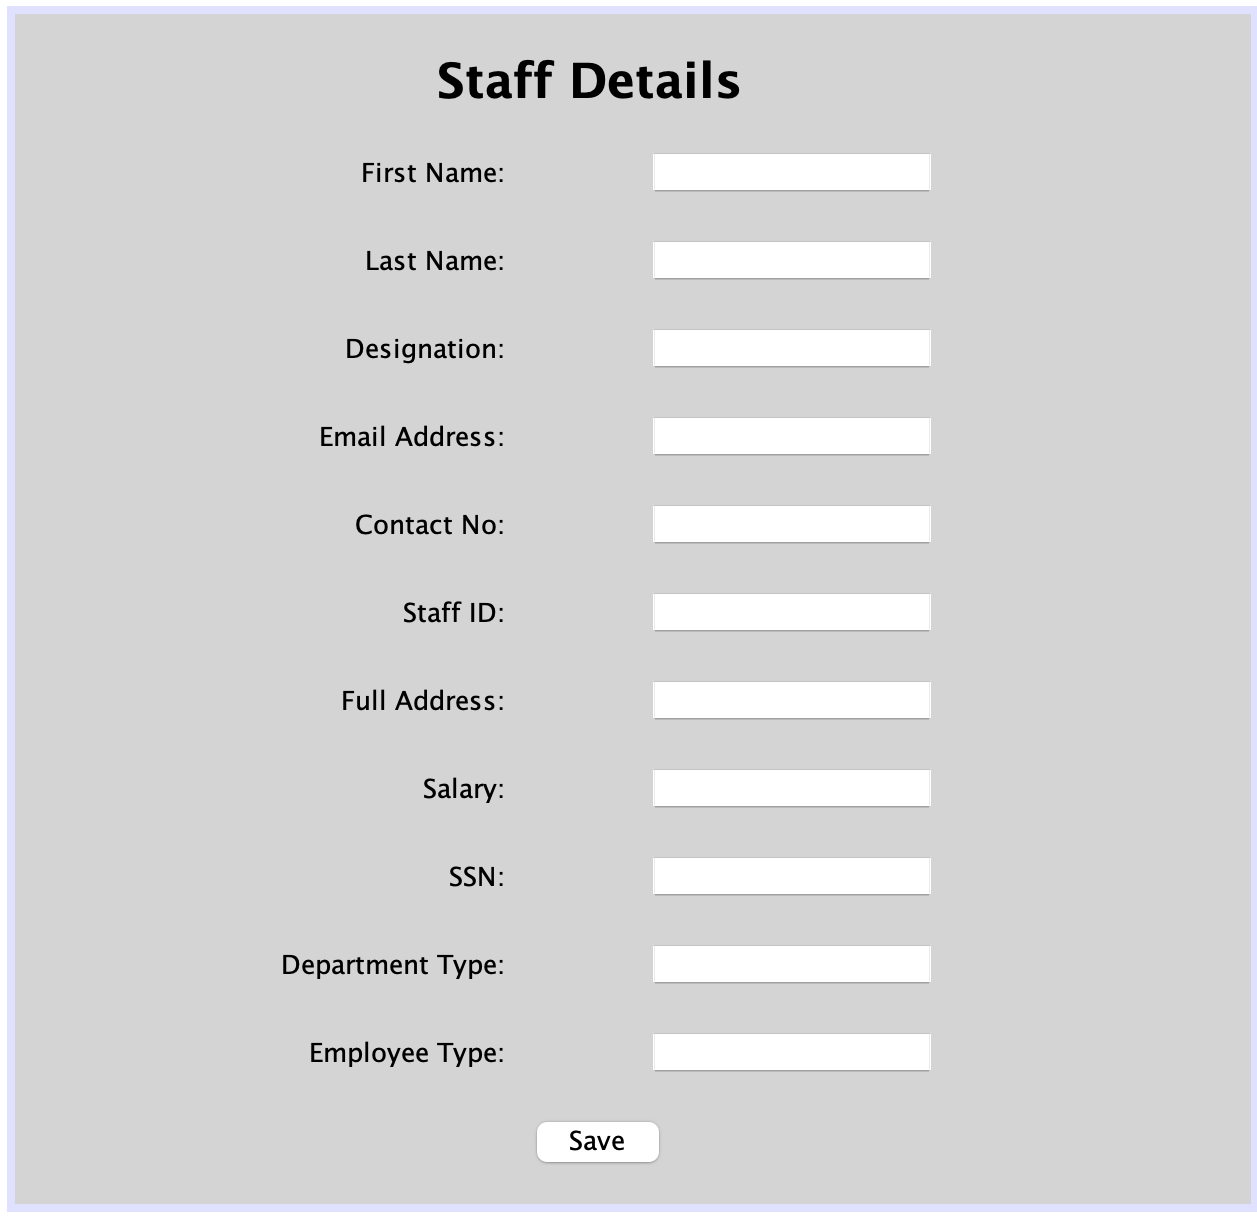 Staff Details
First Name:
Last Name:
Designation:
Email Address:
Contact No:
Staff ID:
Full Address:
Salary:
SSN:
Department Type:
Employee Type:
Save